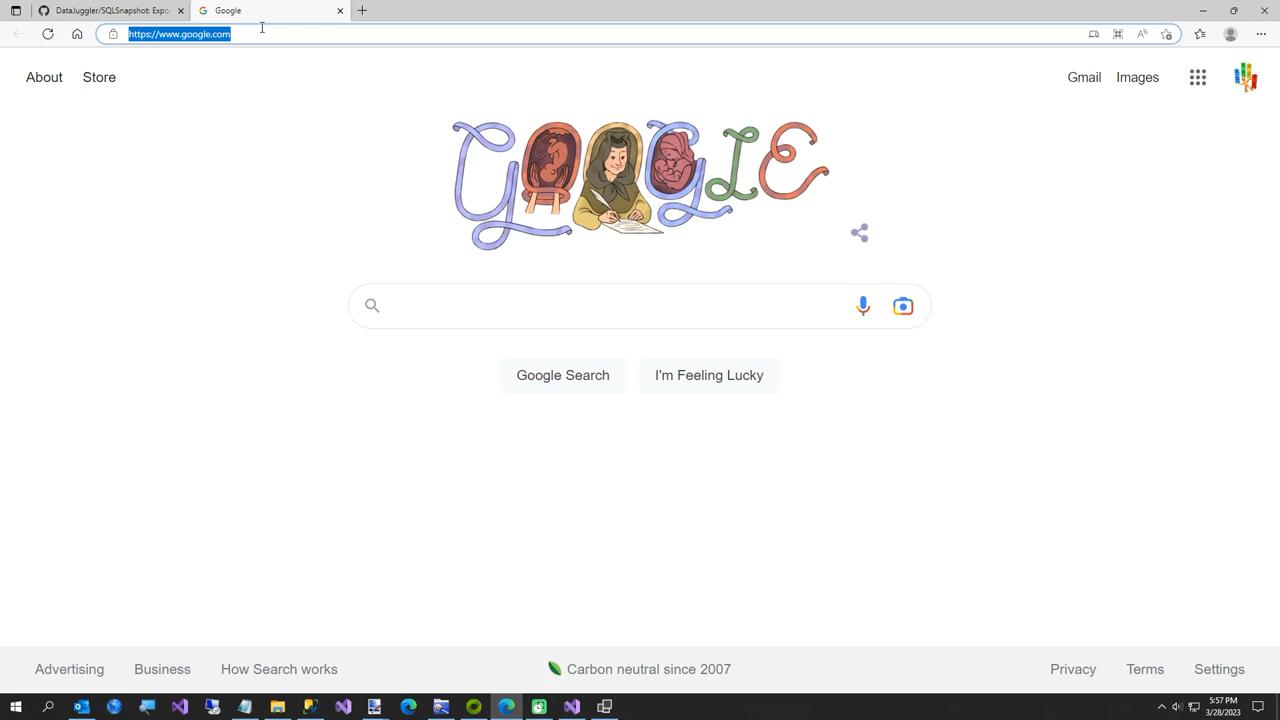 DataJuggler/SQLSnapshot: Expo
Google
https://www.google.com
About
Store
Gmail
Images
GOOGLE
Google Search
I'm Feeling Lucky
Advertising
Business
How Search works
Carbon neutral since 2007
Privacy
Terms
Settings
5:57 PM
3/28/2023